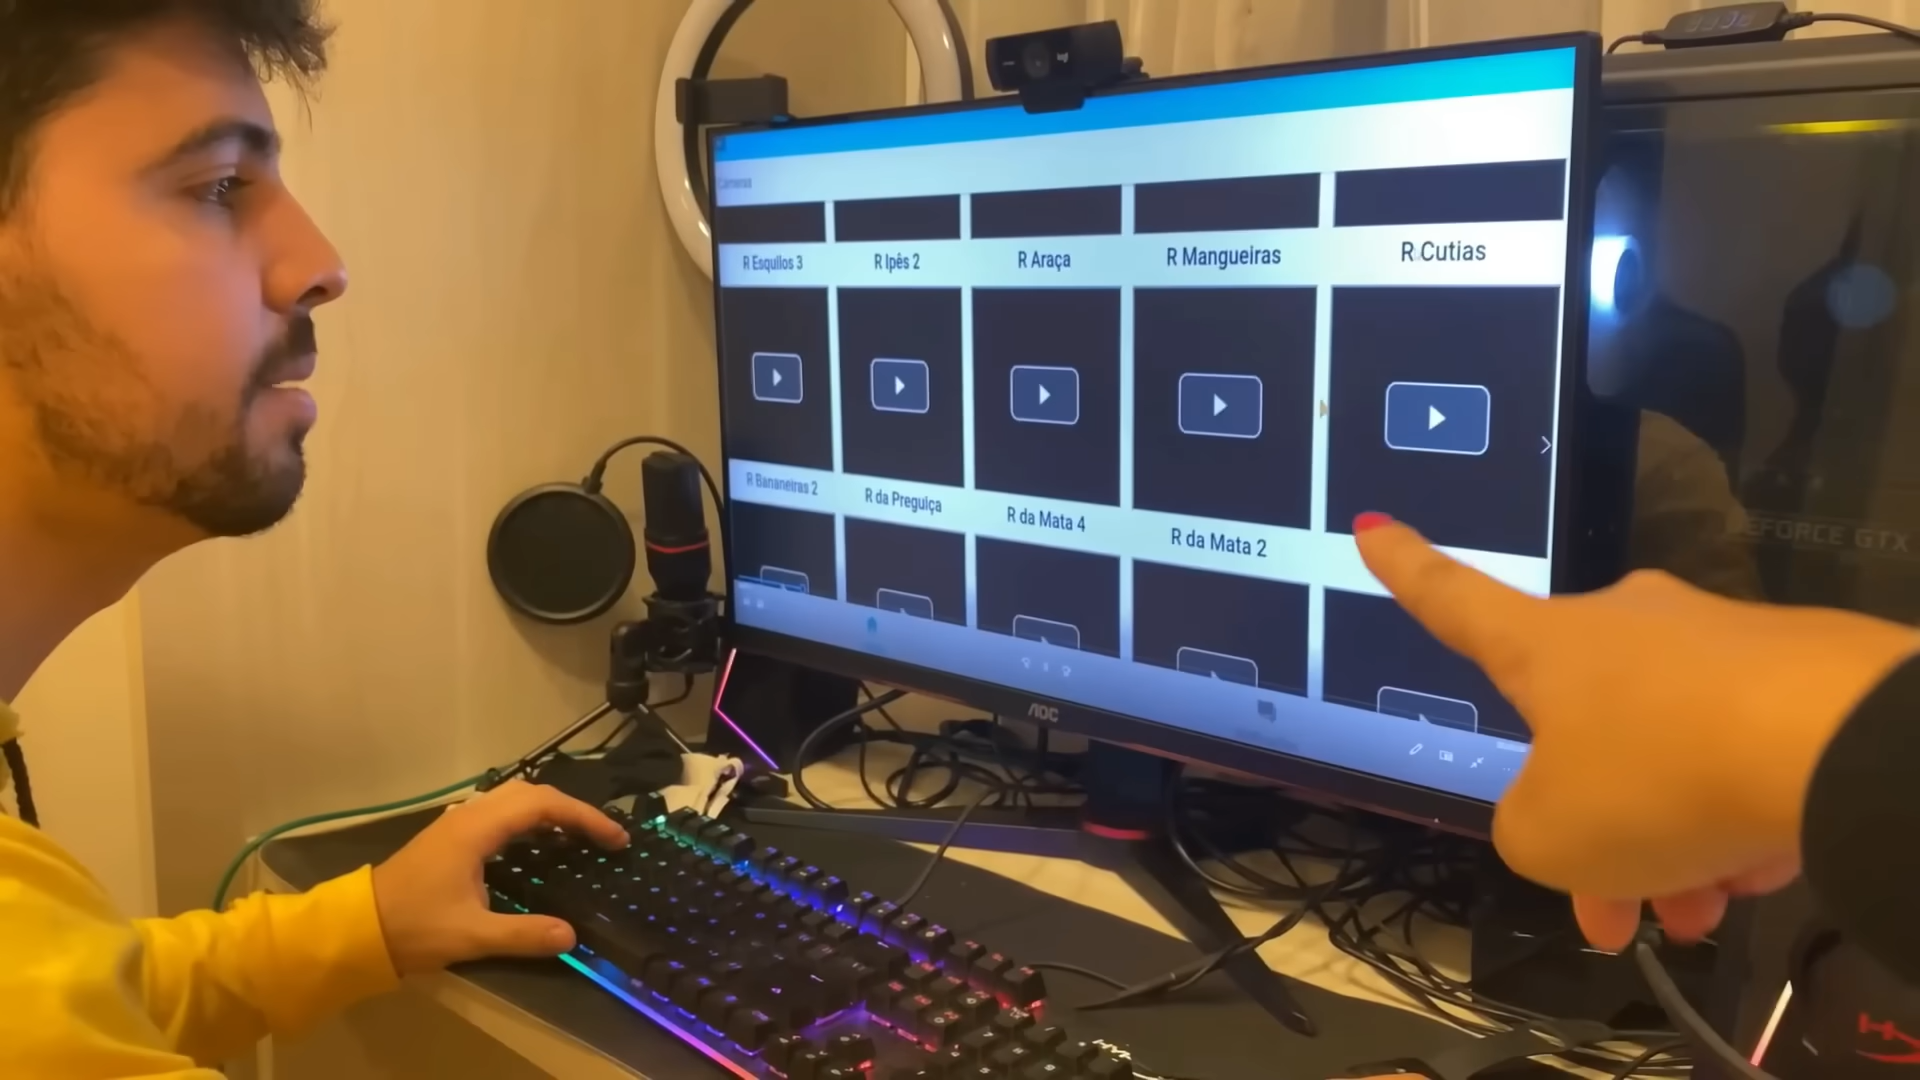 Cameras
R Esquilos 3
R Ipês 2
R Araça
R Mangueiras
R Cutias
R Bananeiras 2
R da Preguiça
R da Mata 4
R da Mata 2
AOC
GEFORCE GTX